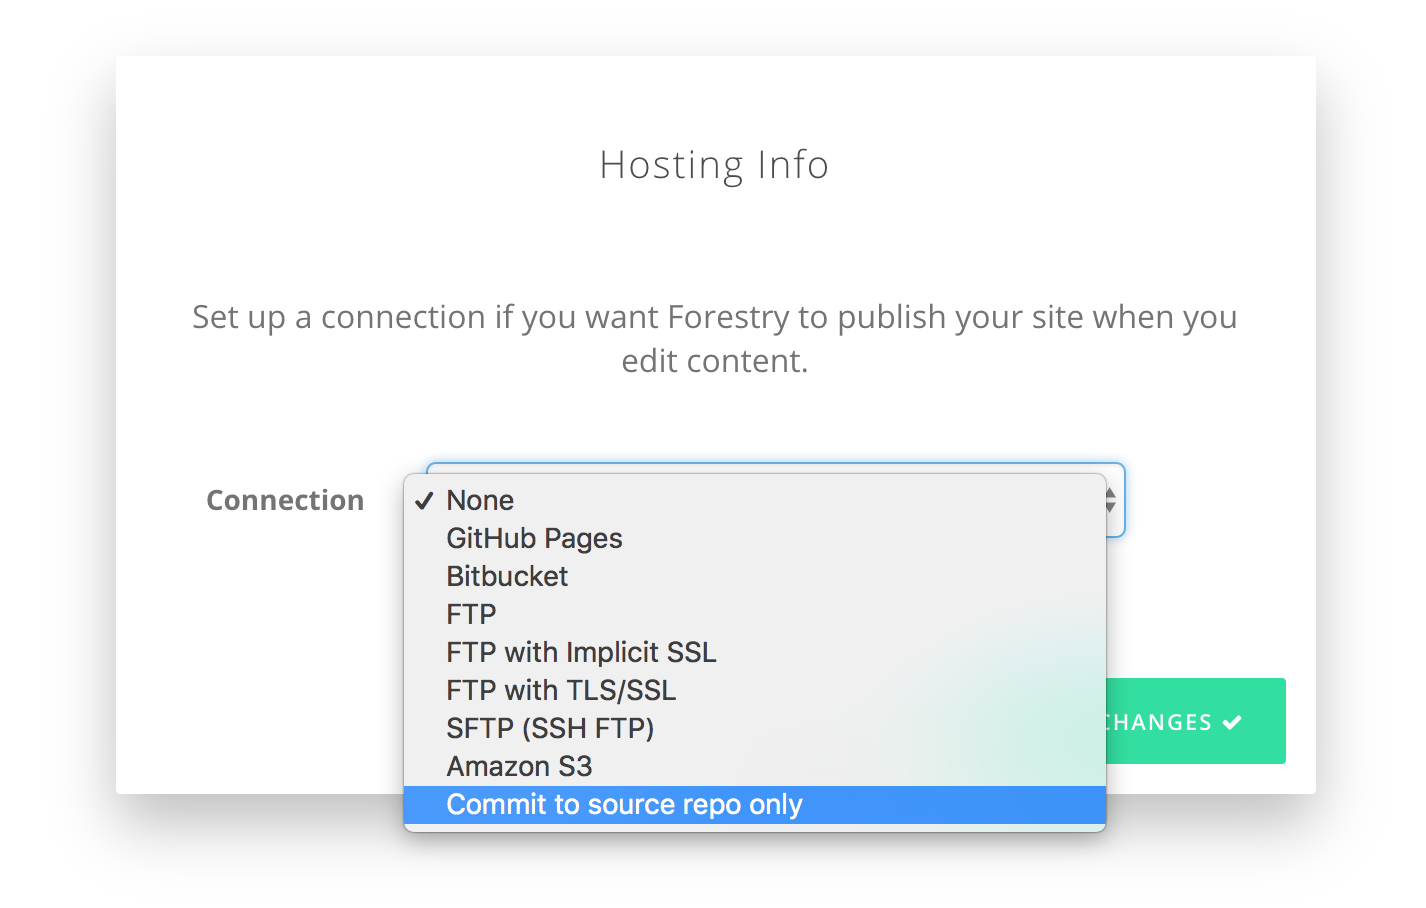 Hosting Info
Set up a connection if you want Forestry to publish your site when you
edit content.
Connection
None
GitHub Pages
Bitbucket
FTP
FTP with Implicit SSL
FTP with TLS/SSL
SFTP (SSH FTP)
CHANGES
Amazon S3
Commit to source repo only